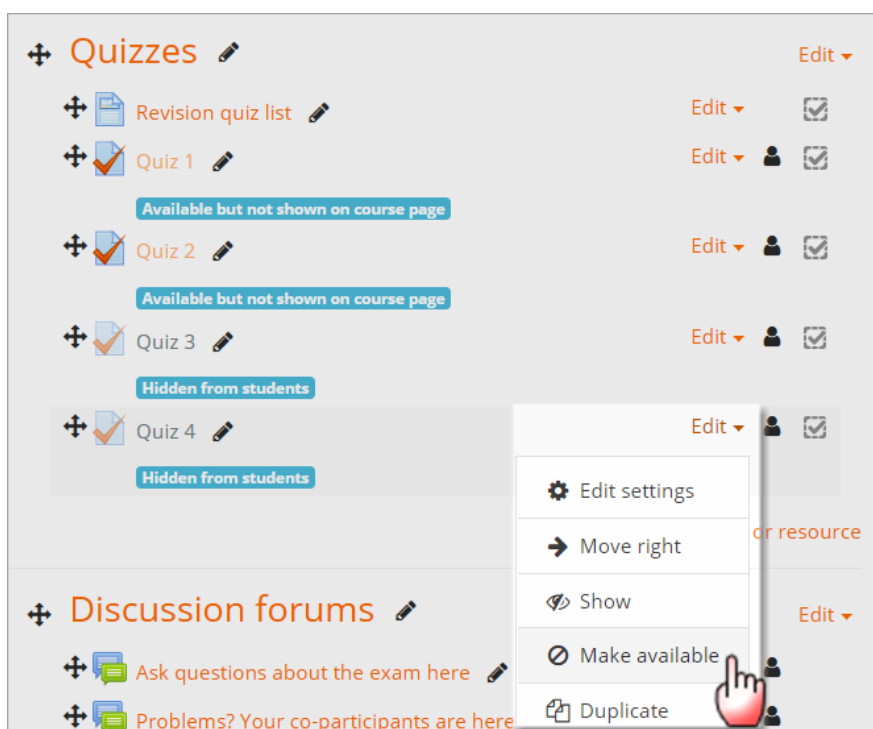 Quizzes Edit
Revision quiz list Edit
Quiz 1 Edit
Available but not shown on course page
Quiz 2 Edit
Available but not shown on course page
Quiz 3 Edit
Hidden from students
Quiz 4 Edit
Hidden from students
Edit settings
or resource
Move right
Discussion forums Edit
Show
Ask questions about the exam here
Make available
Problems? Your co-participants are here
Duplicate